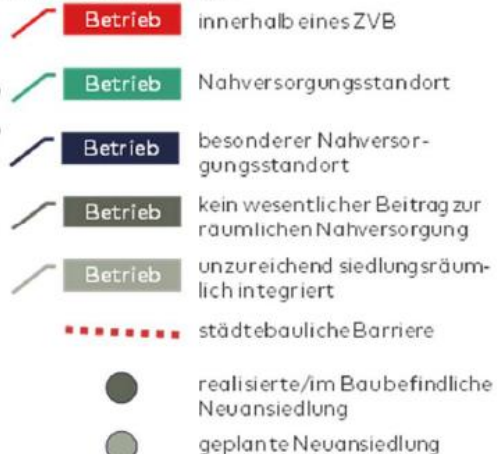 Betrieb innerhalb eines ZVB
Betrieb Nahversorgungsstandort
Betrieb besonderer Nahversor-
gungsstandort
Betrieb kein wesentlicher Beitrag zur
räumlichen Nahversorgung
Betrieb unzureichend siedlungsräum-
lich integriert
städtebauliche Barriere
realisierte/im Bau befindliche
Neuansiedlung
geplante Neuansiedlung